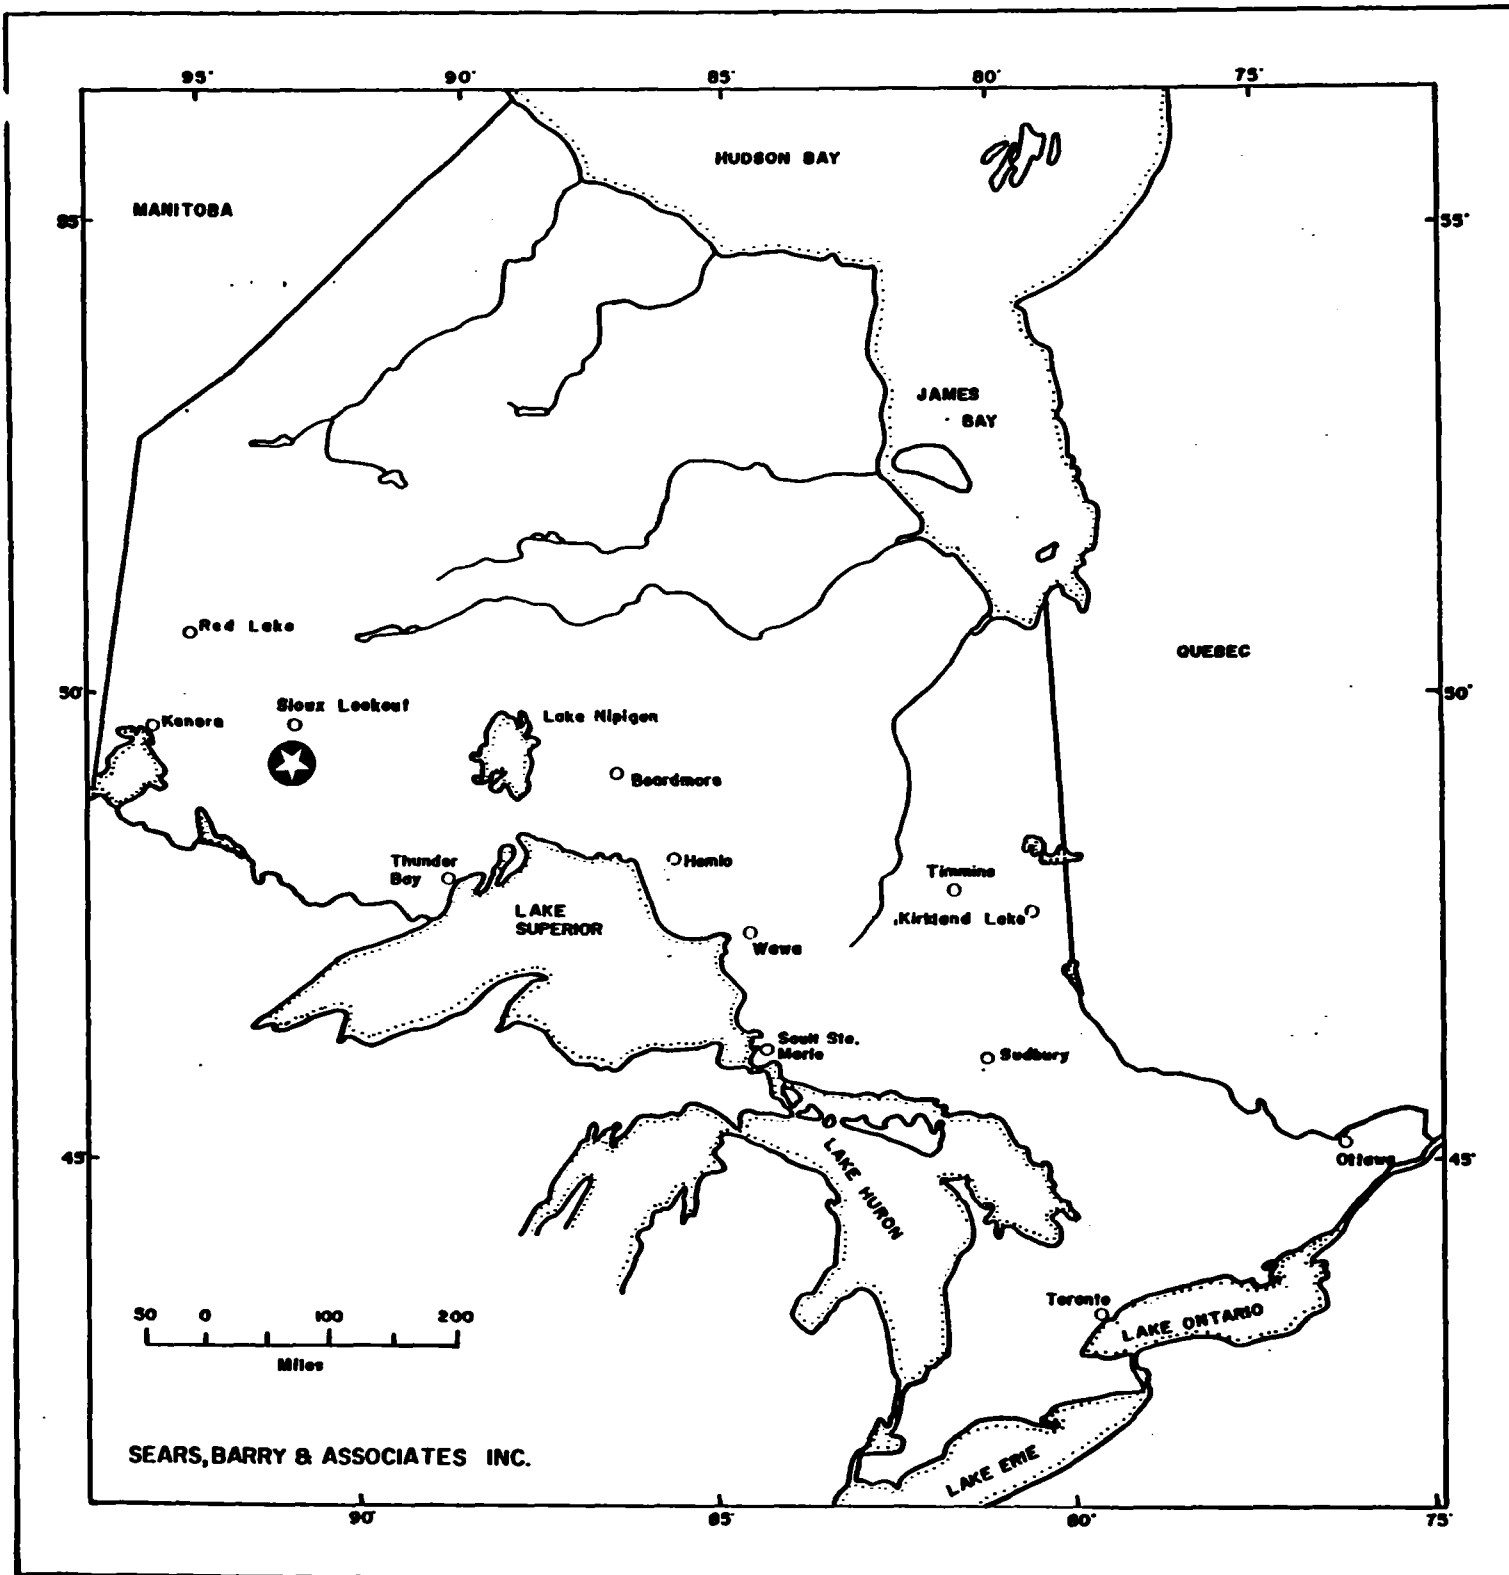 95°
90°
85°
80°
75°
HUDSON BAY
MANITOBA
55°
55°
JAMES
BAY
Red Lake
QUEBEC
50°
50°
Sioux Lookout
Kenora
Lake Nipigon
Beardmore
Thunder
Bay
Hemlo
Timmins
Kirkland Lake
LAKE
SUPERIOR
Wawa
Sault Ste.
Marie
Sudbury
LAKE HURON
Ottawa
45°
45°
Toronto
LAKE ONTARIO
50 0 100 200
Miles
LAKE ERIE
SEARS, BARRY & ASSOCIATES INC.
90°
85°
80°
75°